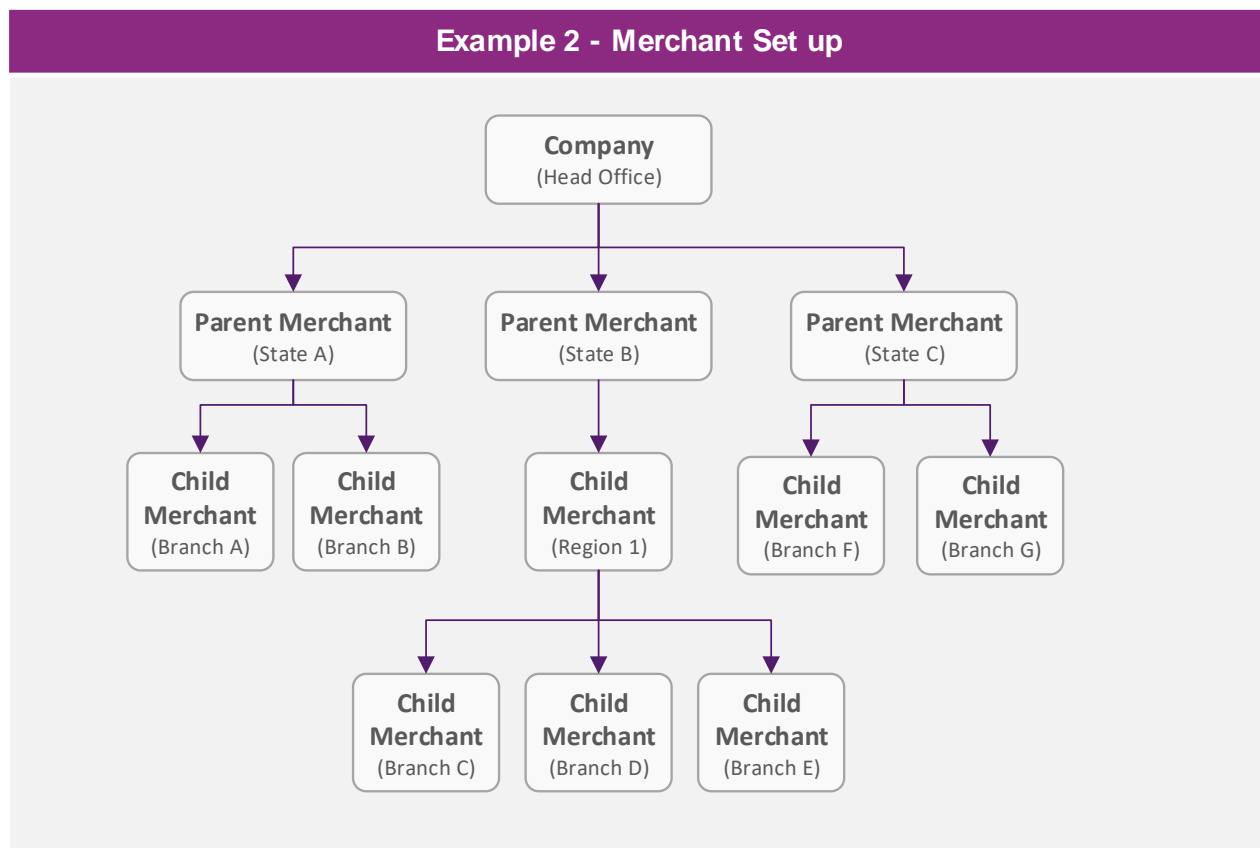 Example 2 - Merchant Set up
Company
(Head Office)
Parent Merchant
(State A)
Parent Merchant
(State B)
Parent Merchant
(State C)
Child
Merchant
(Branch A)
Child
Merchant
(Branch B)
Child
Merchant
(Region 1)
Child
Merchant
(Branch F)
Child
Merchant
(Branch G)
Child
Merchant
(Branch C)
Child
Merchant
(Branch D)
Child
Merchant
(Branch E)